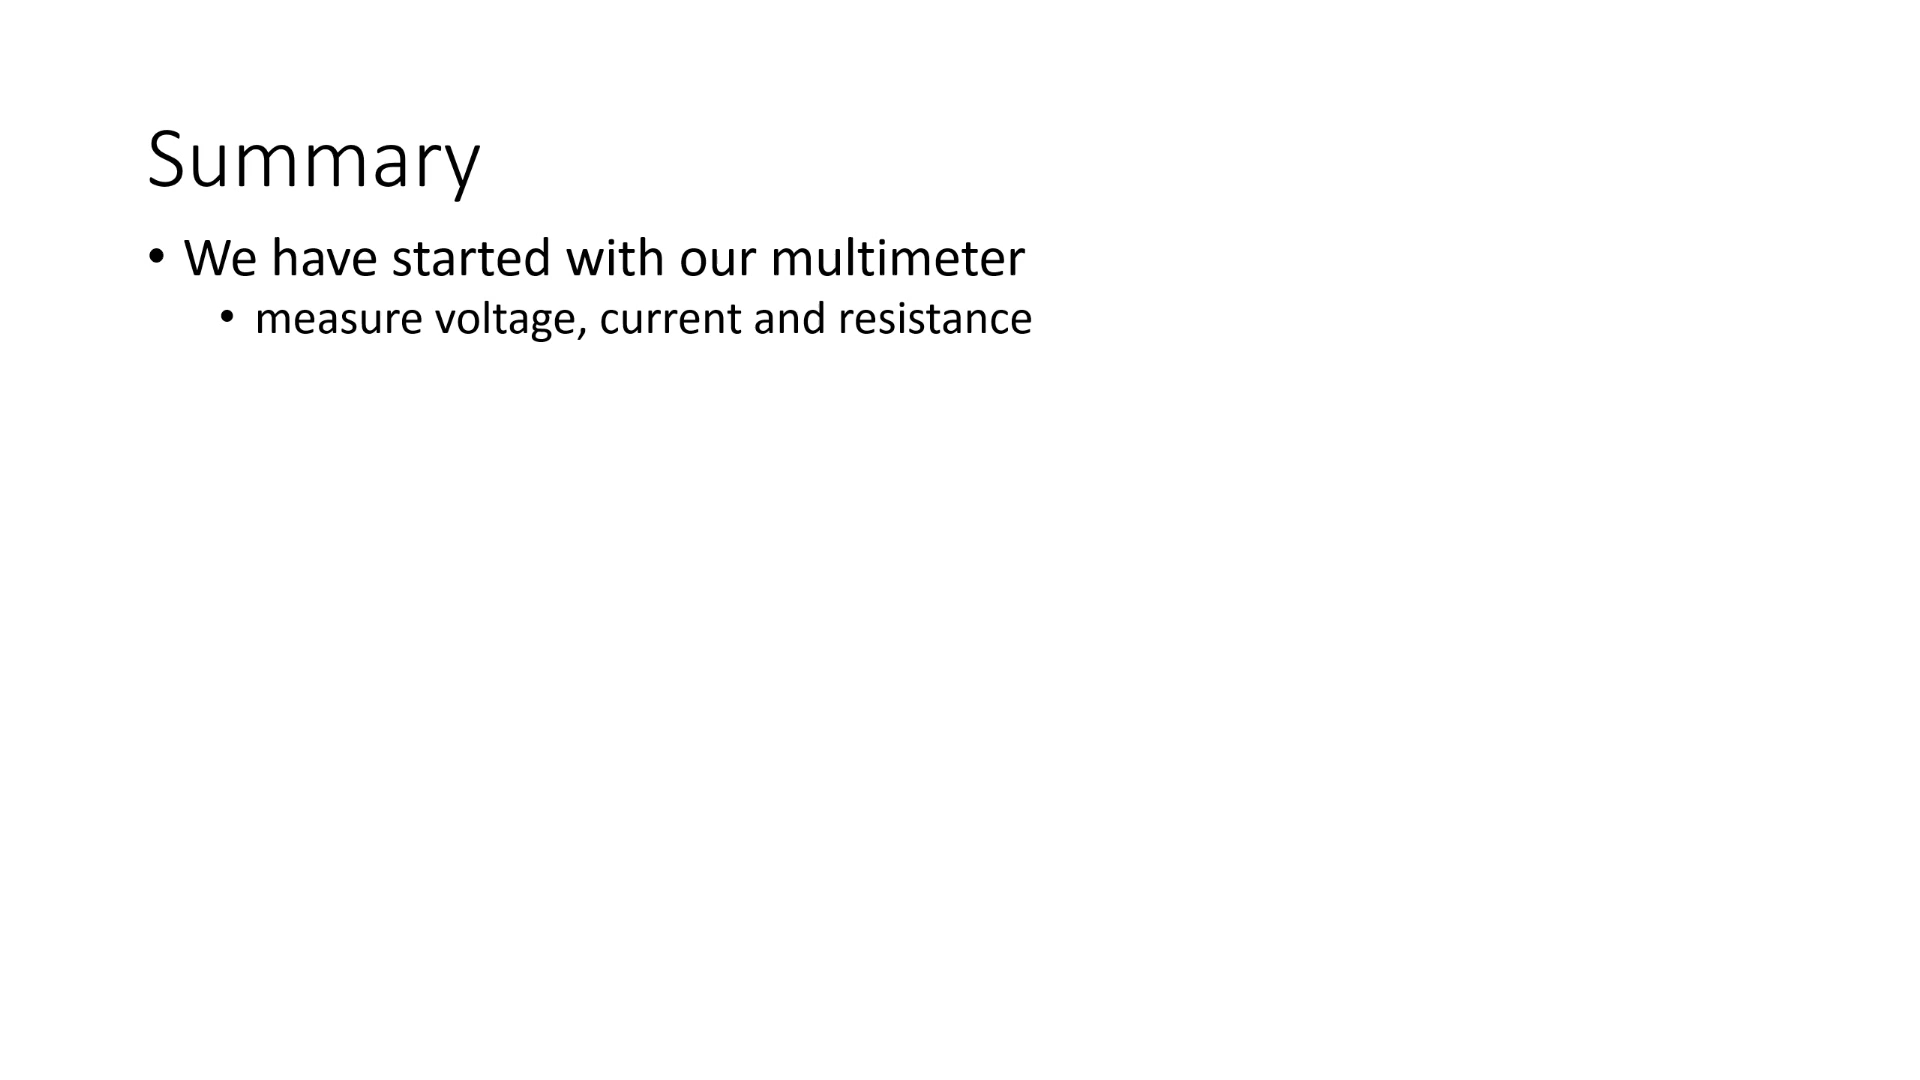 Summary
• We have started with our multimeter
• measure voltage, current and resistance